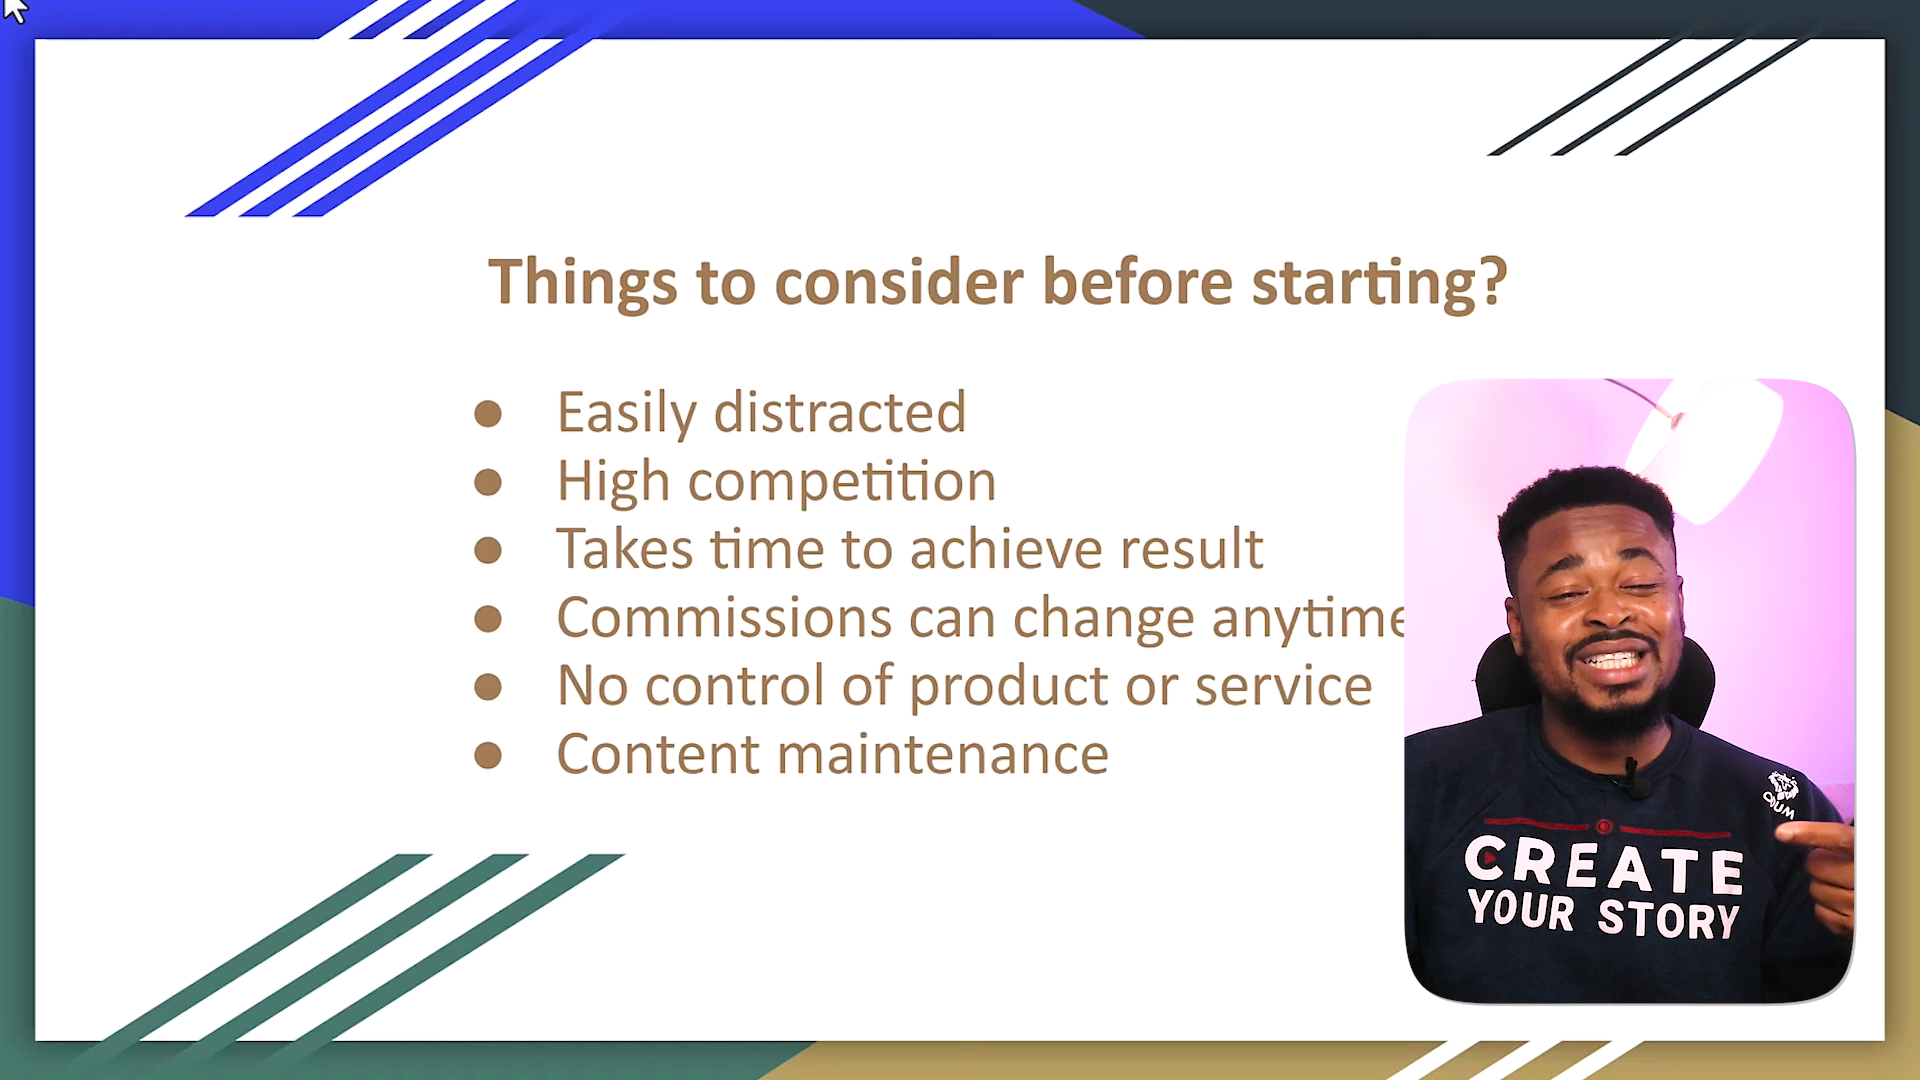 Things to consider before starting?
● Easily distracted
● High competition
● Takes time to achieve result
● Commissions can change anytime
● No control of product or service
● Content maintenance
ODUM
CREATE
YOUR STORY